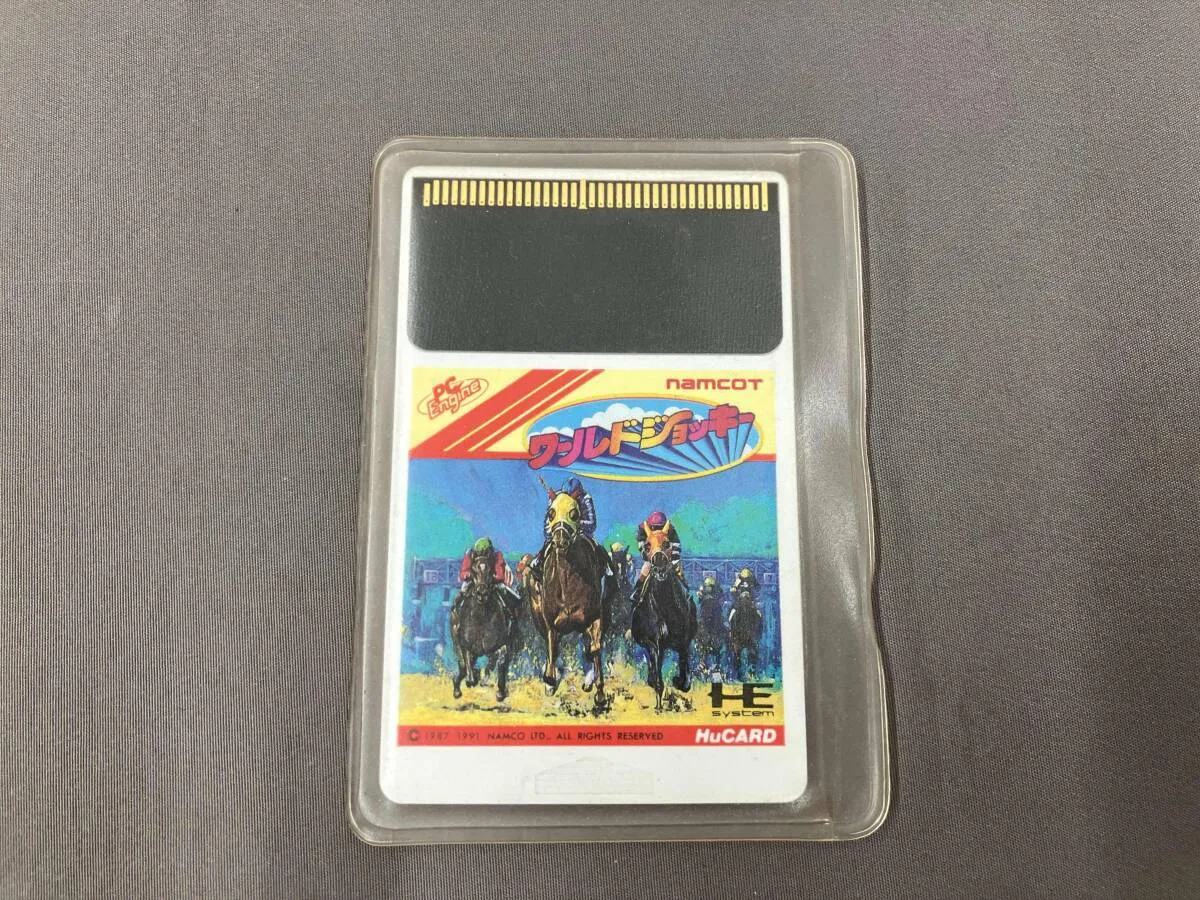 PC Engine
namcoT
ワールドジョッキー
HE
system
© 1987 1991 NAMCO LTD., ALL RIGHTS RESERVED
HuCARD